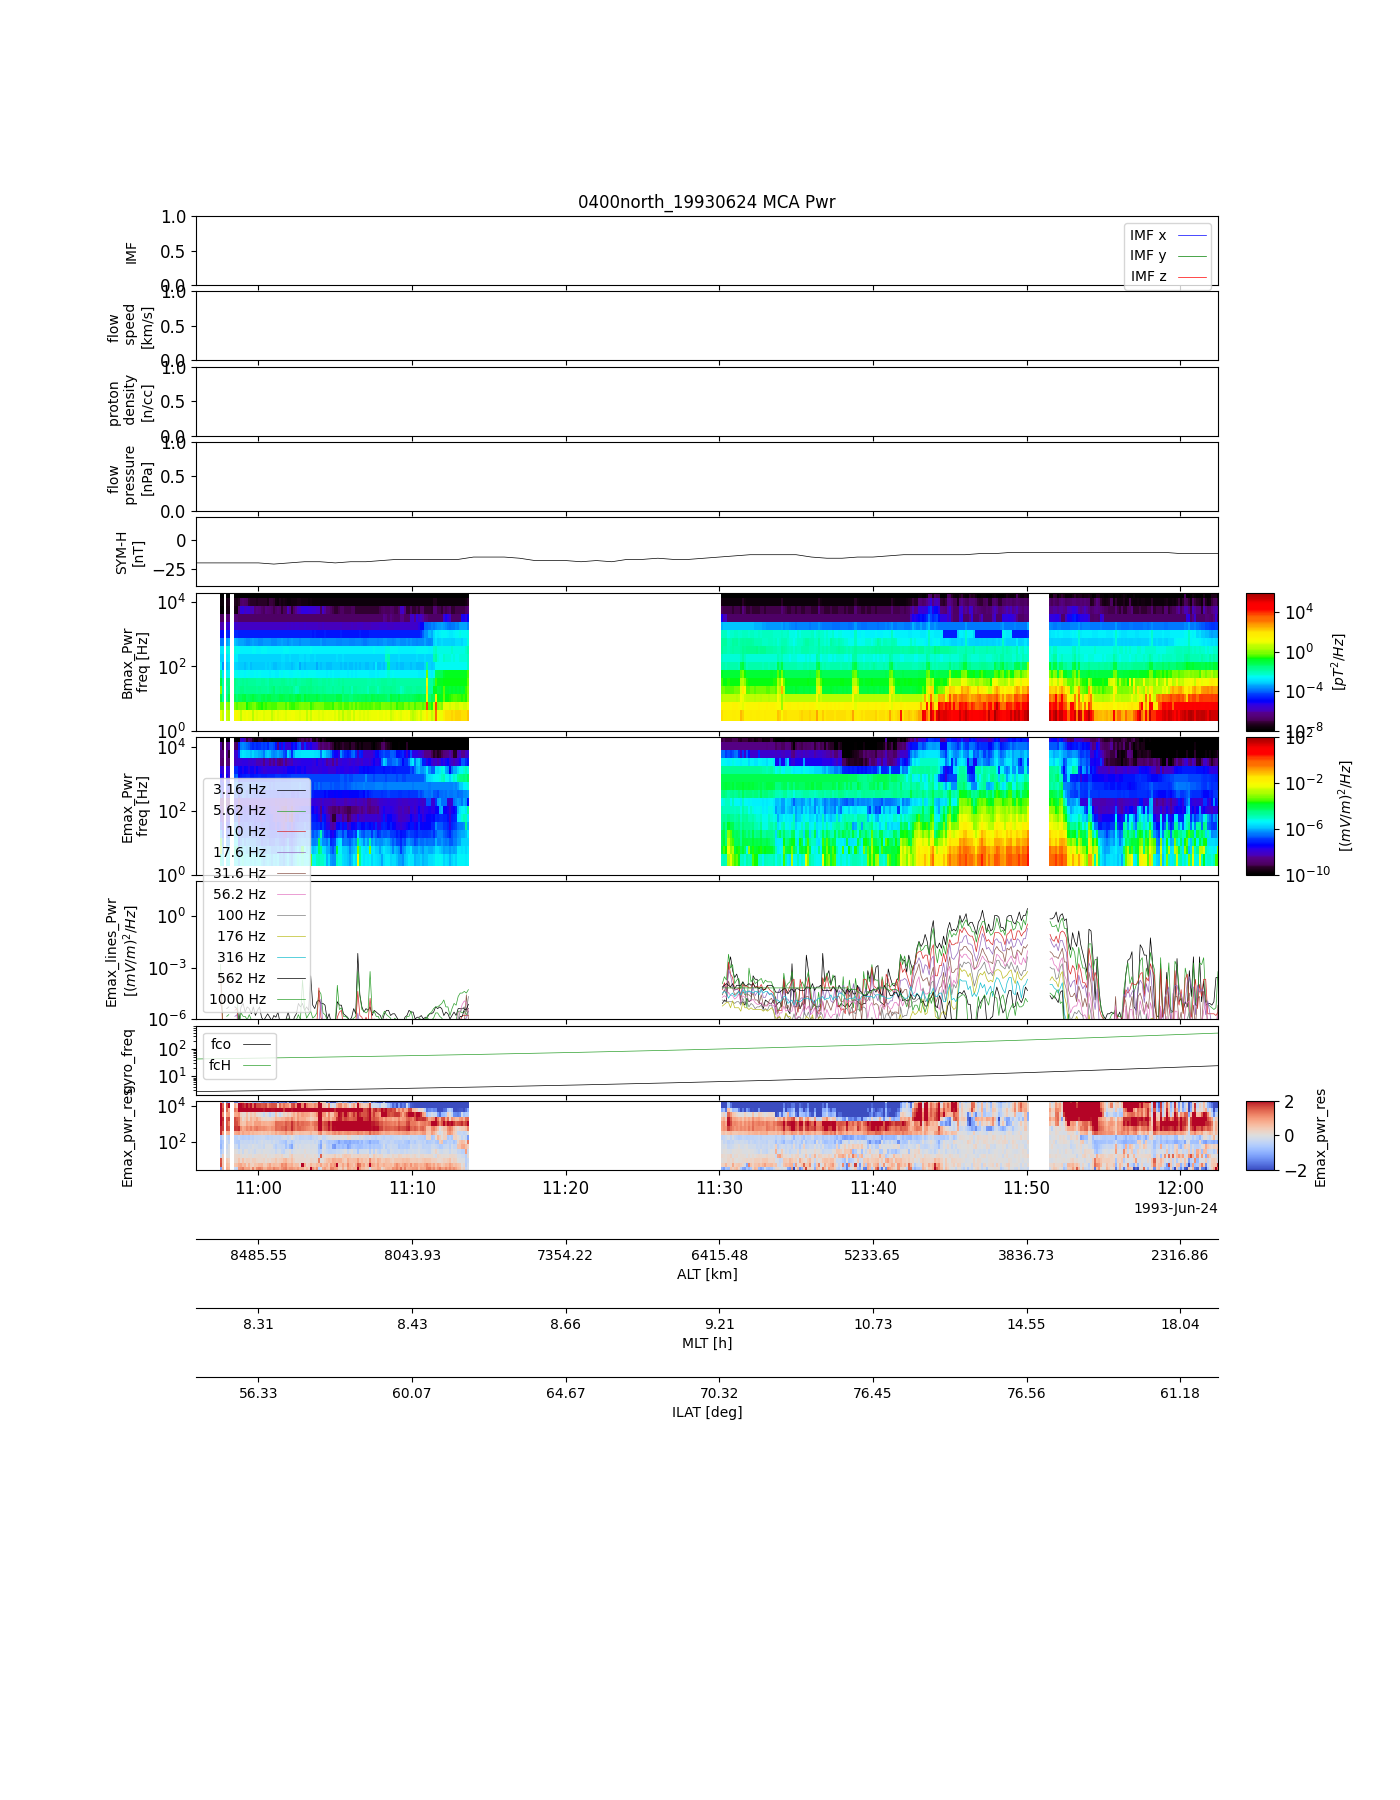 0400north_19930624 MCA Pwr
1.0
0.5
0.0
IMF
IMF x
IMF y
IMF z
1.0
0.5
0.0
flow
speed
[km/s]
1.0
0.5
0.0
proton
density
[n/cc]
1.0
0.5
0.0
flow
pressure
[nPa]
0
−25
SYM-H
[nT]
10^4
10^2
10^0
Bmax_Pwr
freq [Hz]
10^4
10^0
10^−4
10^−8
[pT^2/Hz]
10^4
10^2
10^0
Emax_Pwr
freq [Hz]
10^2
10^−2
10^−6
10^−10
[(mV/m)^2/Hz]
3.16 Hz
5.62 Hz
10 Hz
17.6 Hz
31.6 Hz
56.2 Hz
100 Hz
176 Hz
316 Hz
562 Hz
1000 Hz
10^0
10^−3
10^−6
Emax_lines_Pwr
[(mV/m)^2/Hz]
10^2
10^1
gyro_freq
fco
fcH
10^4
10^2
Emax_pwr_res
2
0
−2
Emax_pwr_res
11:00 11:10 11:20 11:30 11:40 11:50 12:00
1993-Jun-24
8485.55 8043.93 7354.22 6415.48 5233.65 3836.73 2316.86
ALT [km]
8.31 8.43 8.66 9.21 10.73 14.55 18.04
MLT [h]
56.33 60.07 64.67 70.32 76.45 76.56 61.18
ILAT [deg]